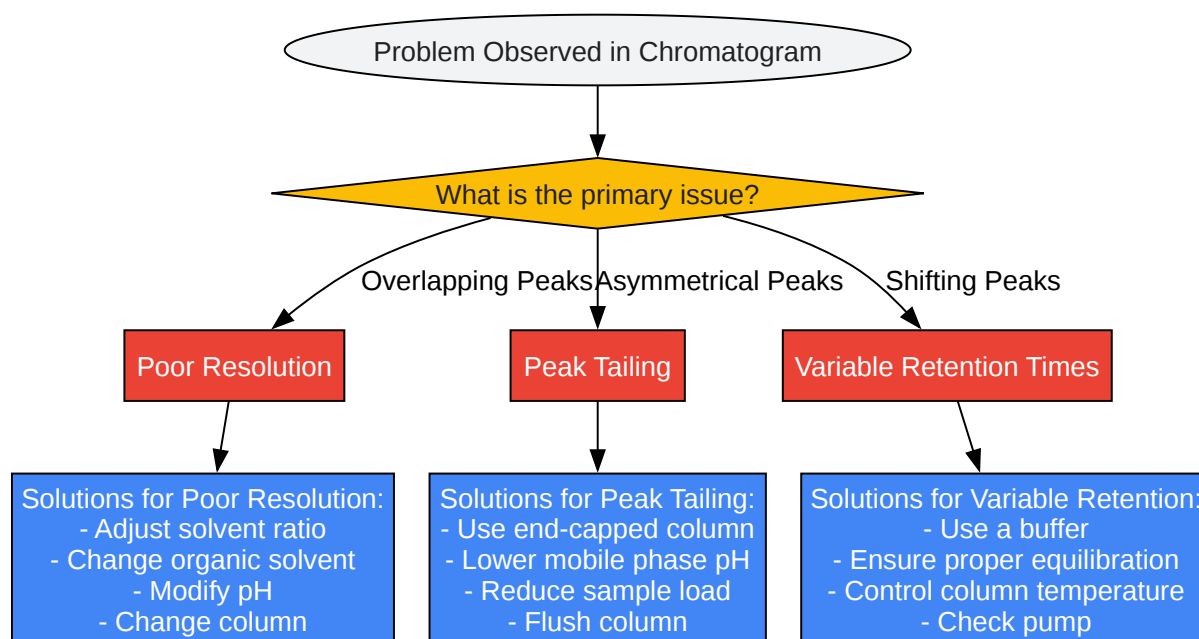 Problem Observed in Chromatogram
What is the primary issue?
Overlapping Peaks
Asymmetrical Peaks
Shifting Peaks
Poor Resolution
Peak Tailing
Variable Retention Times
Solutions for Poor Resolution:
- Adjust solvent ratio
- Change organic solvent
- Modify pH
- Change column
Solutions for Peak Tailing:
- Use end-capped column
- Lower mobile phase pH
- Reduce sample load
- Flush column
Solutions for Variable Retention:
- Use a buffer
- Ensure proper equilibration
- Control column temperature
- Check pump